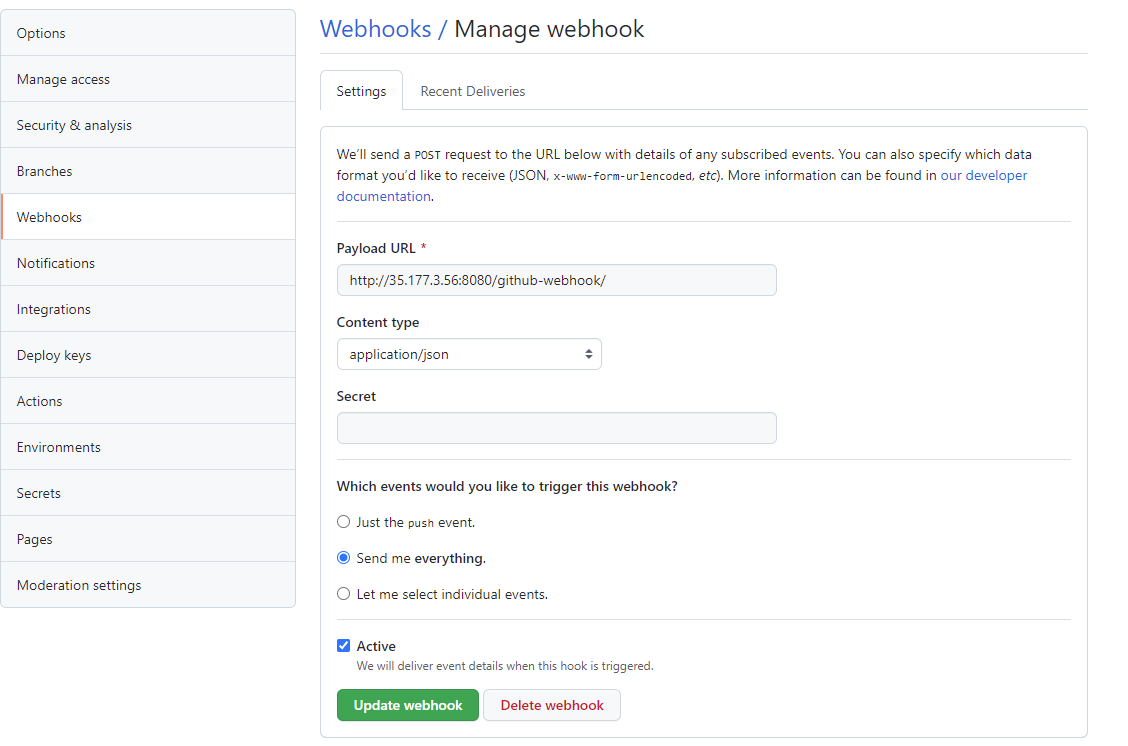 Options
Manage access
Security & analysis
Branches
Webhooks
Notifications
Integrations
Deploy keys
Actions
Environments
Secrets
Pages
Moderation settings
Webhooks / Manage webhook
Settings
Recent Deliveries
We’ll send a POST request to the URL below with details of any subscribed events. You can also specify which data
format you’d like to receive (JSON, x-www-form-urlencoded, etc). More information can be found in our developer
documentation.
Payload URL *
http://35.177.3.56:8080/github-webhook/
Content type
application/json
Secret
Which events would you like to trigger this webhook?
Just the push event.
Send me everything.
Let me select individual events.
Active
We will deliver event details when this hook is triggered.
Update webhook
Delete webhook